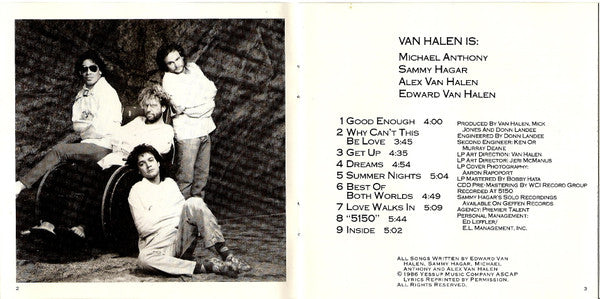 VAN HALEN IS:
MICHAEL ANTHONY
SAMMY HAGAR
ALEX VAN HALEN
EDWARD VAN HALEN
1 GOOD ENOUGH 4:00
2 WHY CAN'T THIS
BE LOVE 3:45
3 GET UP 4:35
4 DREAMS 4:54
5 SUMMER NIGHTS 5:04
6 BEST OF
BOTH WORLDS 4:49
7 LOVE WALKS IN 5:09
8 "5150" 5:44
9 INSIDE 5:02
PRODUCED BY VAN HALEN, MICK
JONES AND DONN LANDEE
ENGINEERED BY DONN LANDEE
SECOND ENGINEER: KEN OR
MURRAY DEANE
LP ART DIRECTION: VAN HALEN
LP ART DIRECTOR: JERI MCMANUS
LP COVER PHOTOGRAPHY:
AARON RAPOPORT
LP MASTERED BY BOBBY HATA
CDD PRE-MASTERING BY WCI RECORD GROUP
RECORDED AT 5150
SAMMY HAGAR'S SOLO RECORDINGS
AVAILABLE ON GEFFEN RECORDS
AGENCY: PREMIER TALENT
PERSONAL MANAGEMENT:
ED LEFFLER/
E.L. MANAGEMENT, INC.
ALL SONGS WRITTEN BY EDWARD VAN
HALEN, SAMMY HAGAR, MICHAEL
ANTHONY AND ALEX VAN HALEN
©1986 YESSUP MUSIC COMPANY ASCAP
LYRICS REPRINTED BY PERMISSION.
ALL RIGHTS RESERVED.
2
3